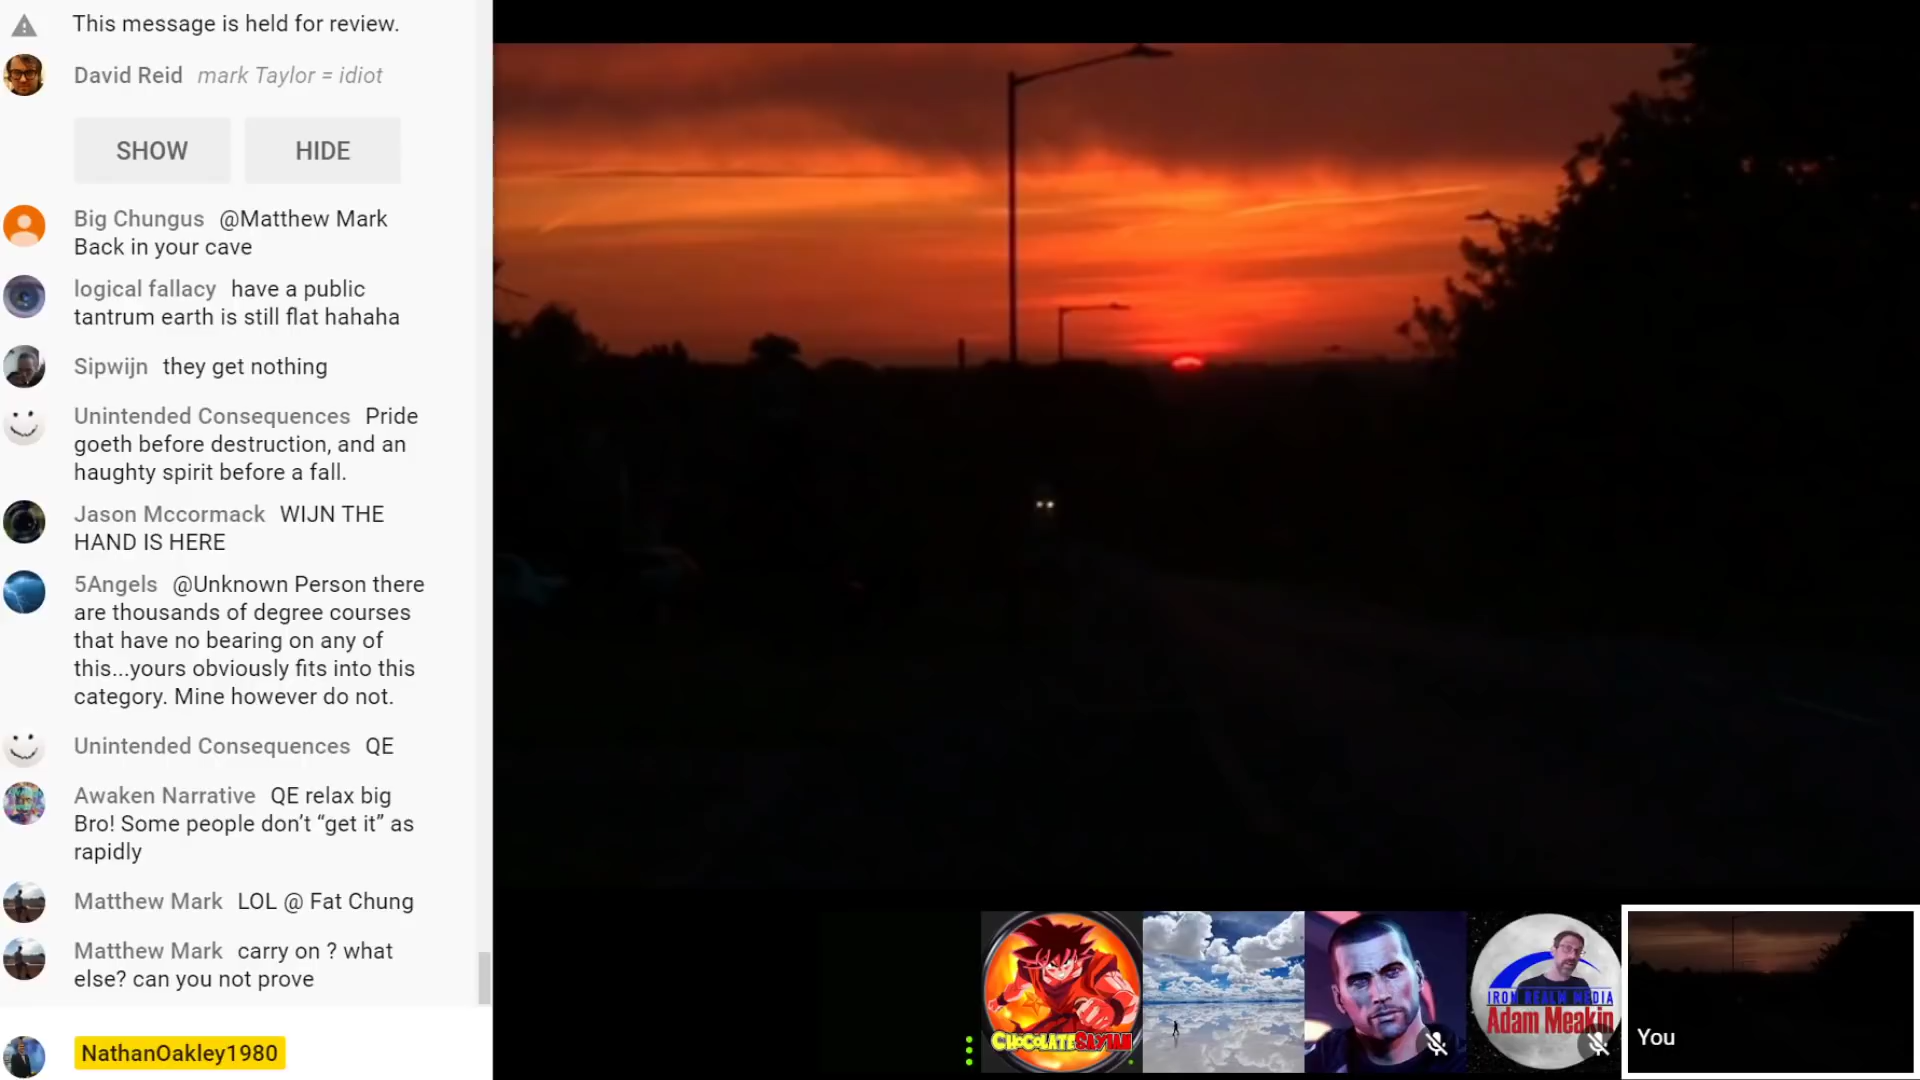 This message is held for review.
David Reid mark Taylor = idiot
SHOW HIDE
Big Chungus @Matthew Mark
Back in your cave
logical fallacy have a public
tantrum earth is still flat hahaha
Sipwijn they get nothing
Unintended Consequences Pride
goeth before destruction, and an
haughty spirit before a fall.
Jason Mccormack WIJN THE
HAND IS HERE
5Angels @Unknown Person there
are thousands of degree courses
that have no bearing on any of
this...yours obviously fits into this
category. Mine however do not.
Unintended Consequences QE
Awaken Narrative QE relax big
Bro! Some people don’t “get it” as
rapidly
Matthew Mark LOL @ Fat Chung
Matthew Mark carry on ? what
else? can you not prove
NathanOakley1980
CHOCOLATESAYIAN
IRON REALM MEDIA
Adam Meakin
You